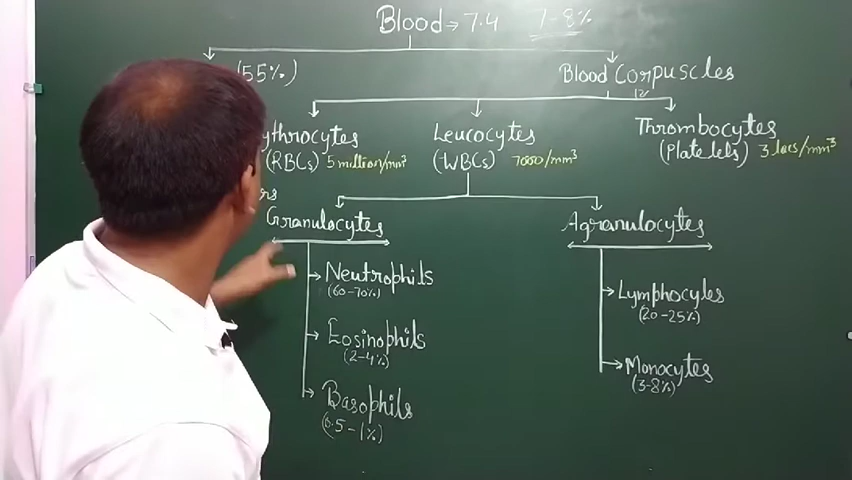 Blood → 7.4 7-8%
(55%)
Blood Corpuscles
ythrocytes
(RBCs) 5 million/mm³
Leucocytes
(WBCs) 7000/mm³
Thrombocytes
(Platelets) 3 lacs/mm³
ers
Granulocytes
Agranulocytes
Neutrophils
(60-70%)
Lymphocytes
(20-25%)
Eosinophils
(2-4%)
Monocytes
(3-8%)
Basophils
(0.5-1%)